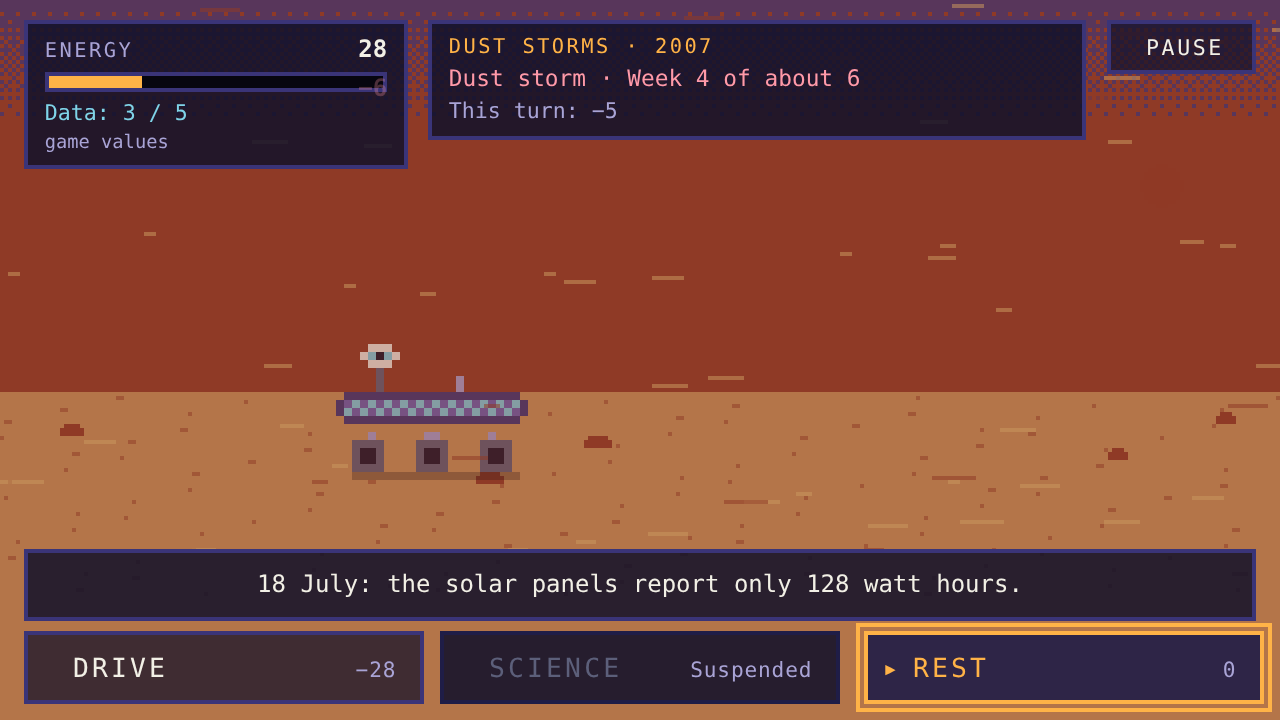 ENERGY 28
−6
Data: 3 / 5
game values
DUST STORMS · 2007
Dust storm · Week 4 of about 6
This turn: −5
PAUSE
18 July: the solar panels report only 128 watt hours.
DRIVE −28
SCIENCE Suspended
▶ REST 0